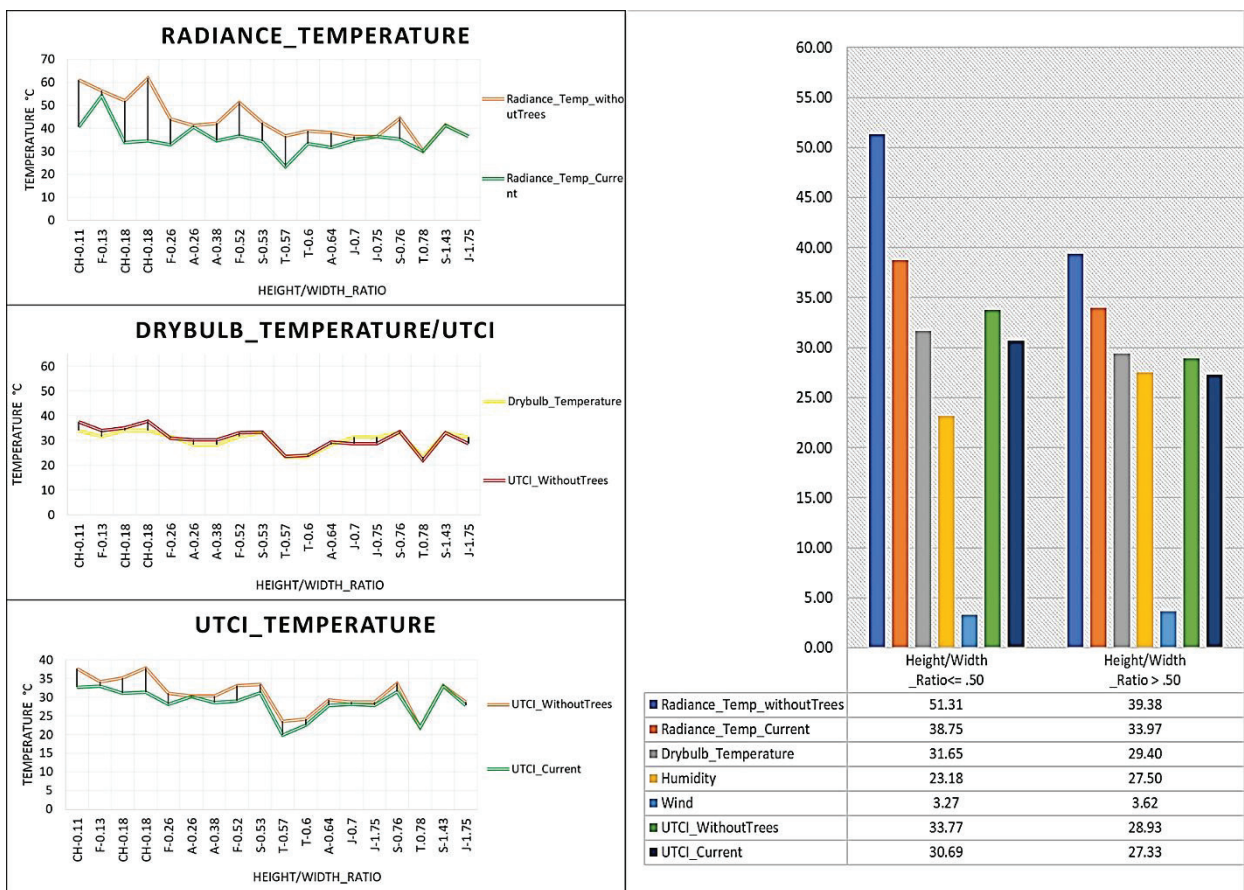 RADIANCE_TEMPERATURE
TEMPERATURE °C
70
60
50
40
30
20
10
0
CH-0.11
F-0.13
CH-0.18
CH-0.18
F-0.26
A-0.26
A-0.38
F-0.52
S-0.53
T-0.57
T-0.6
A-0.64
J-0.7
J-0.75
S-0.76
T.0.78
S-1.43
J-1.75
HEIGHT/WIDTH_RATIO
Radiance_Temp_witho
utTrees
Radiance_Temp_Curre
nt
DRYBULB_TEMPERATURE/UTCI
TEMPERATURE °C
60
50
40
30
20
10
0
CH-0.11
F-0.13
CH-0.18
CH-0.18
F-0.26
A-0.26
A-0.38
F-0.52
S-0.53
T-0.57
T-0.6
A-0.64
J-0.7
J-0.75
S-0.76
T.0.78
S-1.43
J-1.75
HEIGHT/WIDTH_RATIO
Drybulb_Temperature
UTCI_WithoutTrees
UTCI_TEMPERATURE
TEMPERATURE °C
40
35
30
25
20
15
10
5
0
CH-0.11
F-0.13
CH-0.18
CH-0.18
F-0.26
A-0.26
A-0.38
F-0.52
S-0.53
T-0.57
T-0.6
A-0.64
J-0.7
J-1.75
S-0.76
T.0.78
S-1.43
J-1.75
HEIGHT/WIDTH_RATIO
UTCI_WithoutTrees
UTCI_Current
60.00
55.00
50.00
45.00
40.00
35.00
30.00
25.00
20.00
15.00
10.00
5.00
0.00
Height/Width
_Ratio<= .50
Height/Width
_Ratio > .50
Radiance_Temp_withoutTrees 51.31 39.38
Radiance_Temp_Current 38.75 33.97
Drybulb_Temperature 31.65 29.40
Humidity 23.18 27.50
Wind 3.27 3.62
UTCI_WithoutTrees 33.77 28.93
UTCI_Current 30.69 27.33